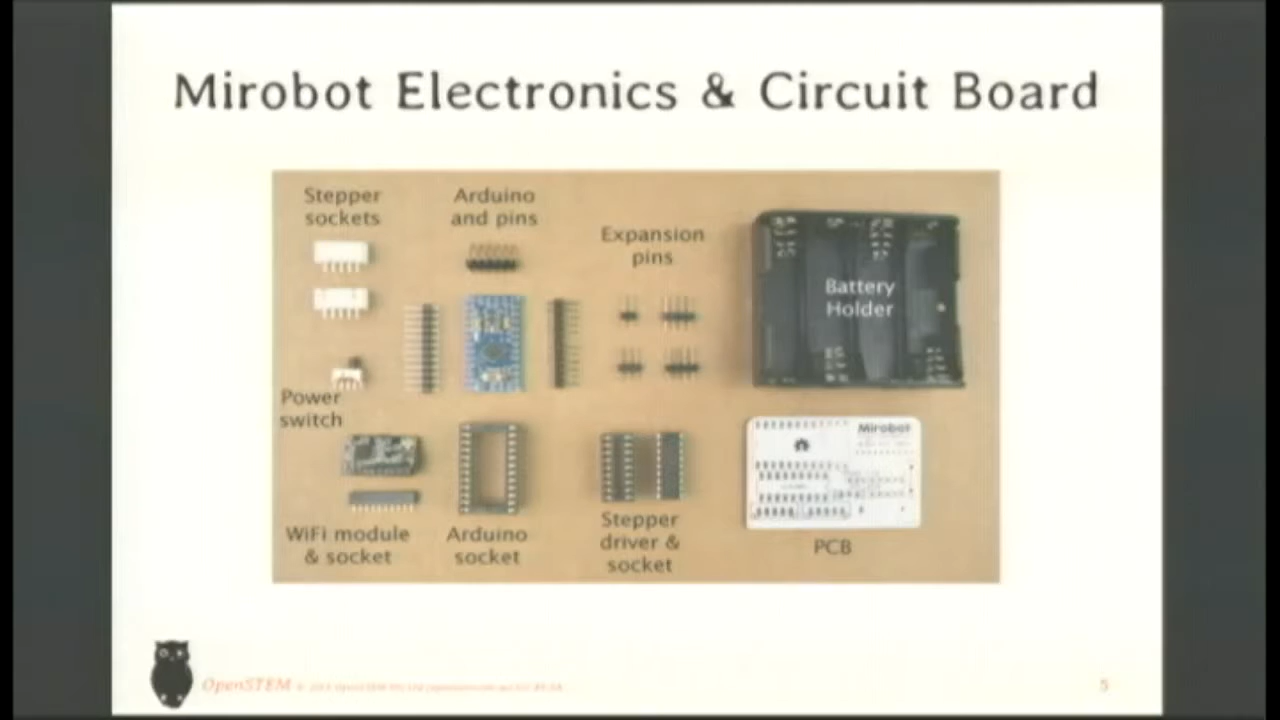 Mirobot Electronics & Circuit Board
Stepper
sockets
Arduino
and pins
Expansion
pins
Battery
Holder
Power
switch
Mirobot
WiFi module
& socket
Arduino
socket
Stepper
driver &
socket
PCB
OpenSTEM
5